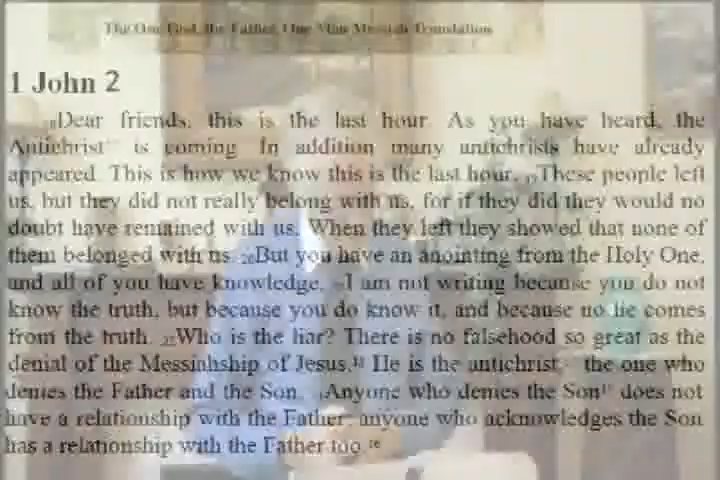 The One God, the Father, One Man Messiah Translation
1 John 2
18Dear friends, this is the last hour. As you have heard, the
Antichrist is coming. In addition many antichrists have already
appeared. This is how we know this is the last hour. 19These people left
us, but they did not really belong with us, for if they did they would no
doubt have remained with us. When they left they showed that none of
them belonged with us. 20But you have an anointing from the Holy One,
and all of you have knowledge. I am not writing because you do not
know the truth, but because you do know it, and because no lie comes
from the truth. 22Who is the liar? There is no falsehood so great as the
denial of the Messiahship of Jesus. He is the antichrist, the one who
denies the Father and the Son. Anyone who denies the Son does not
have a relationship with the Father; anyone who acknowledges the Son
has a relationship with the Father too.16